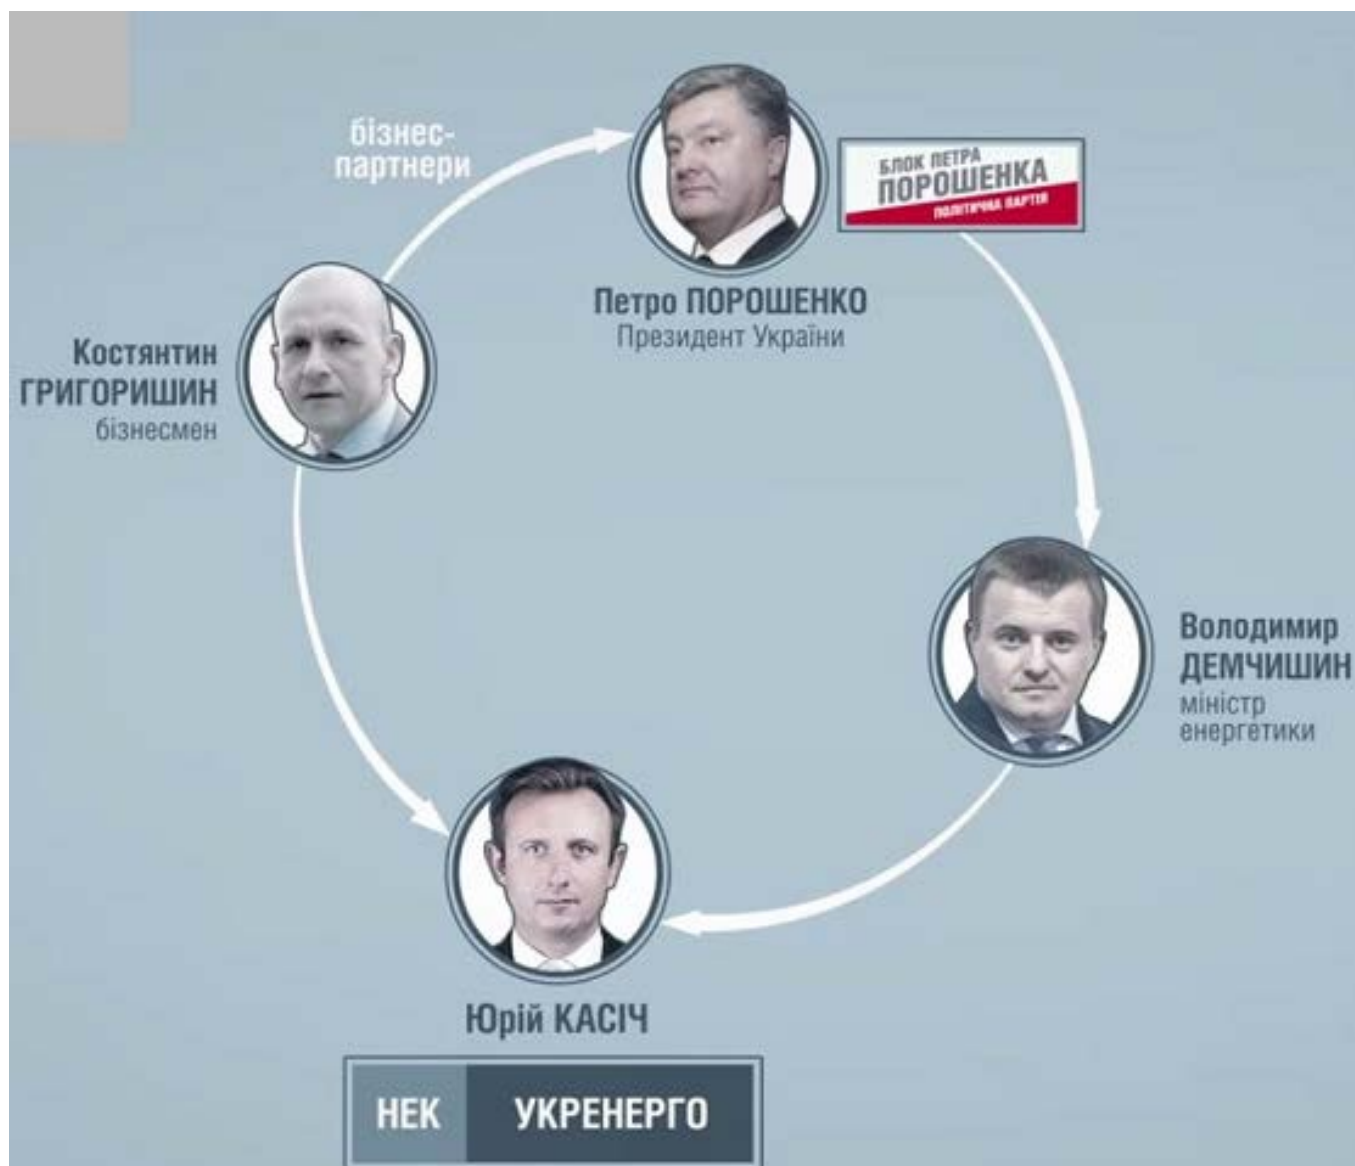 бізнес-
партнери
БЛОК ПЕТРА
ПОРОШЕНКА
ПОЛІТИЧНА ПАРТІЯ
Петро ПОРОШЕНКО
Президент України
Костянтин
ГРИГОРИШИН
бізнесмен
Володимир
ДЕМЧИШИН
міністр
енергетики
Юрій КАСІЧ
НЕК УКРЕНЕРГО